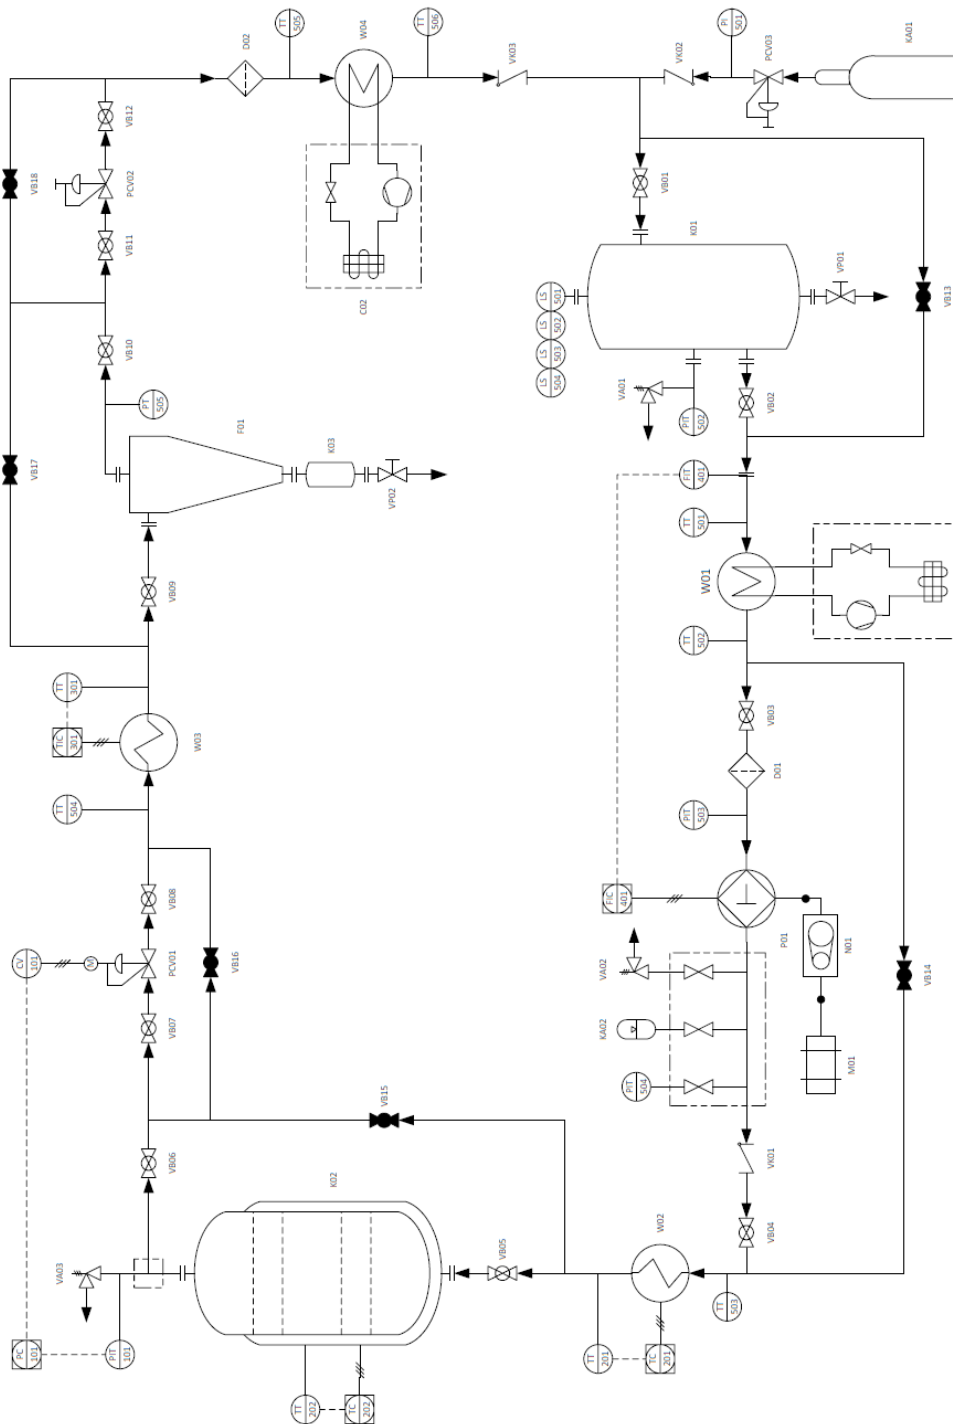 TT
505
W04
TT
506
VK03
VK02
PI
501
PCV03
KA01
D02
VB12
VB18
PCV02
VB11
C02
VB01
K01
VP01
VB13
LS
501
LS
502
LS
503
LS
504
VA01
PIT
502
VB02
VB10
PT
505
F01
K03
VP02
VB17
FIT
401
TT
501
W01
TT
502
VB09
TT
301
TIC
301
W03
TT
504
VB03
D01
PIT
503
FIC
401
P01
N01
M01
VB14
VB08
CV
101
M
PCV01
VB16
VB07
VA02
KA02
PIT
504
VB15
VK01
VB06
K02
VB05
W02
VB04
VA03
PC
101
PIT
101
TT
503
TT
201
TC
201
TT
202
TC
202